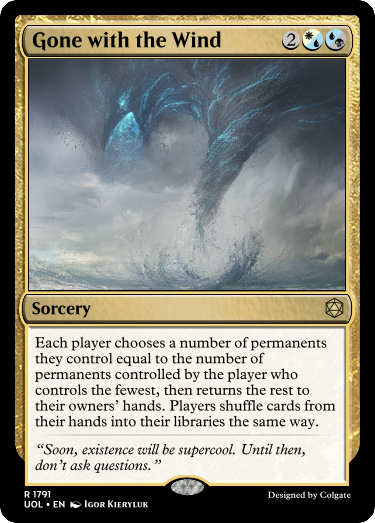 Gone with the Wind 2
Sorcery
Each player chooses a number of permanents
they control equal to the number of
permanents controlled by the player who
controls the fewest, then returns the rest to
their owners' hands. Players shuffle cards from
their hands into their libraries the same way.
“Soon, existence will be supercool. Until then,
don't ask questions.”
R 1791
UOL • EN Igor Kieryluk
Designed by Colgate